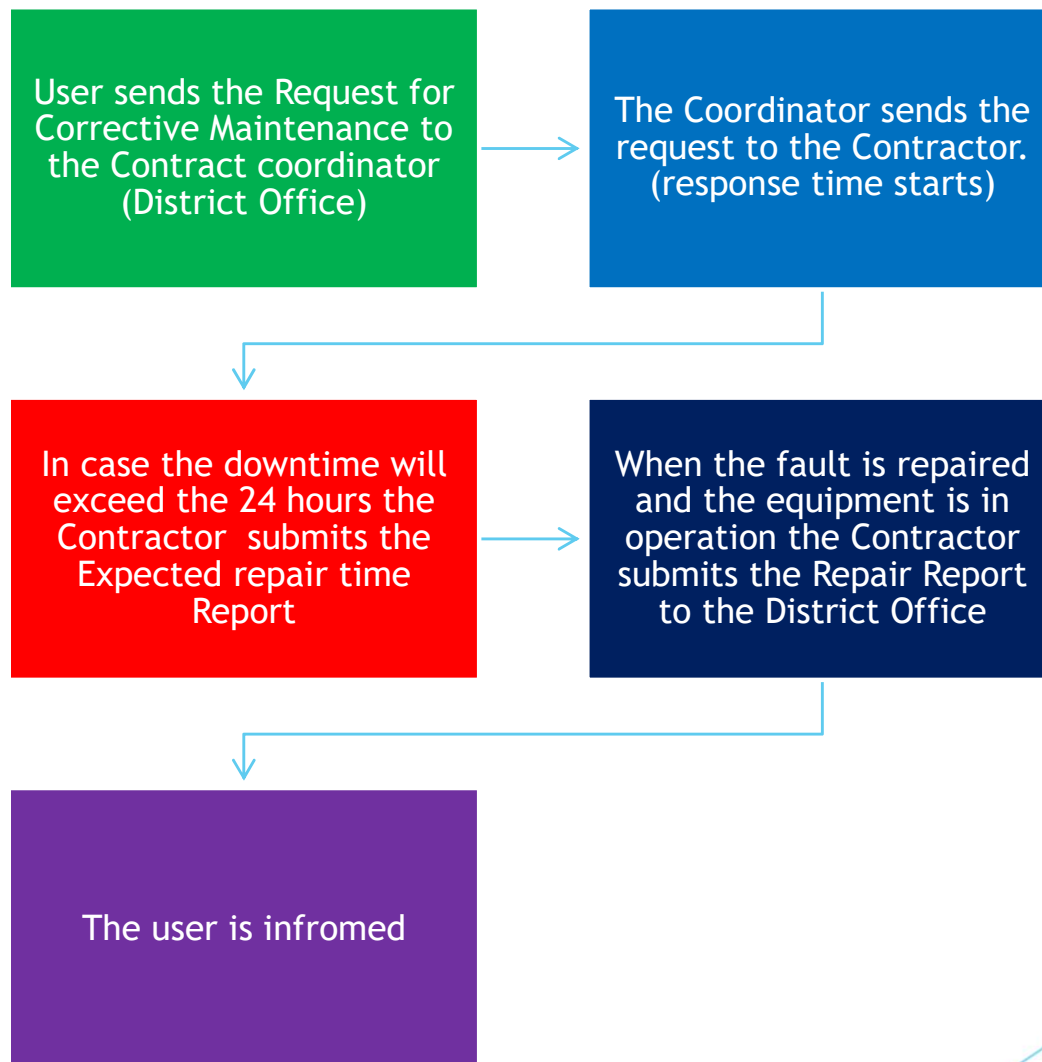 User sends the Request for
Corrective Maintenance to
the Contract coordinator
(District Office)
The Coordinator sends the
request to the Contractor.
(response time starts)
In case the downtime will
exceed the 24 hours the
Contractor submits the
Expected repair time
Report
When the fault is repaired
and the equipment is in
operation the Contractor
submits the Repair Report
to the District Office
The user is infromed